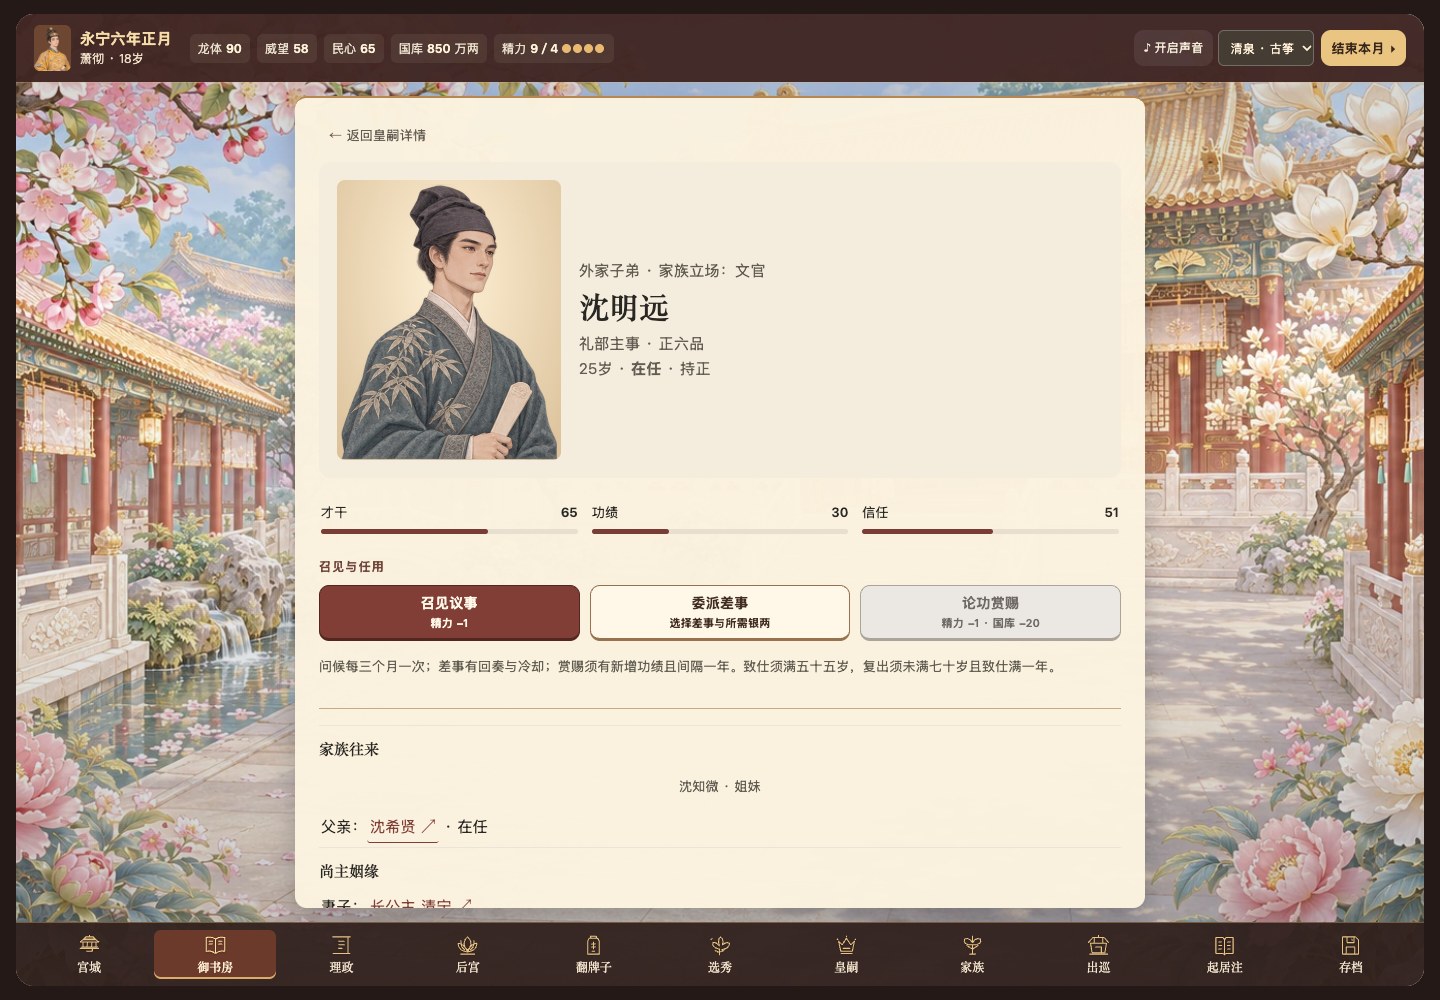 永宁六年正月
萧彻 · 18岁
龙体 90
威望 58
民心 65
国库 850 万两
精力 9 / 4
♪ 开启声音
清泉 · 古筝
结束本月
← 返回皇嗣详情
外家子弟 · 家族立场：文官
沈明远
礼部主事 · 正六品
25岁 · 在任 · 持正
才干 65
功绩 30
信任 51
召见与任用
召见议事
精力 −1
委派差事
选择差事与所需银两
论功赏赐
精力 −1 · 国库 −20
问候每三个月一次；差事有回奏与冷却；赏赐须有新增功绩且间隔一年。致仕须满五十五岁，复出须未满七十岁且致仕满一年。
家族往来
沈知微 · 姐妹
父亲： 沈希贤 ↗ · 在任
尚主姻缘
妻子： 长公主 清宁 ↗
宫城
御书房
理政
后宫
翻牌子
选秀
皇嗣
家族
出巡
起居注
存档